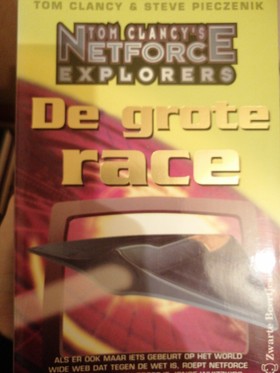 TOM CLANCY & STEVE PIECZENIK
TOM CLANCY'S
NETFORCE
EXPLORERS
De grote
race
ALS ER OOK MAAR IETS GEBEURT OP HET WORLD
WIDE WEB DAT TEGEN DE WET IS, ROEPT NETFORCE
Zwarte